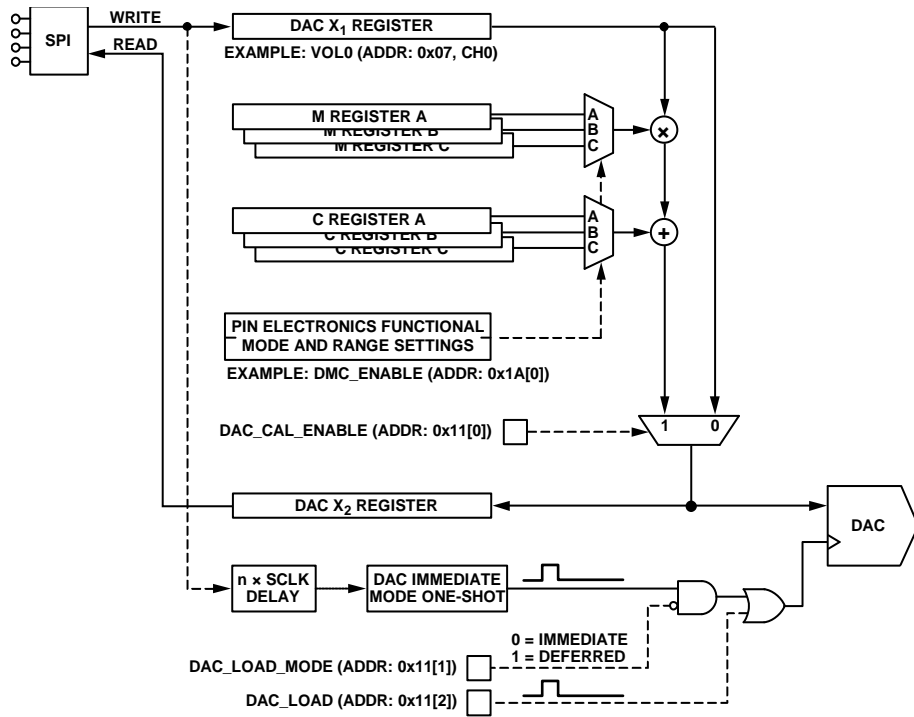 SPI
WRITE
READ
DAC X1 REGISTER
EXAMPLE: VOL0 (ADDR: 0x07, CH0)
M REGISTER A
M REGISTER B
M REGISTER C
A
B
C
×
C REGISTER A
C REGISTER B
C REGISTER C
A
B
C
+
PIN ELECTRONICS FUNCTIONAL
MODE AND RANGE SETTINGS
EXAMPLE: DMC_ENABLE (ADDR: 0x1A[0])
DAC_CAL_ENABLE (ADDR: 0x11[0])
1 0
DAC X2 REGISTER
DAC
n × SCLK
DELAY
DAC IMMEDIATE
MODE ONE-SHOT
0 = IMMEDIATE
1 = DEFERRED
DAC_LOAD_MODE (ADDR: 0x11[1])
DAC_LOAD (ADDR: 0x11[2])